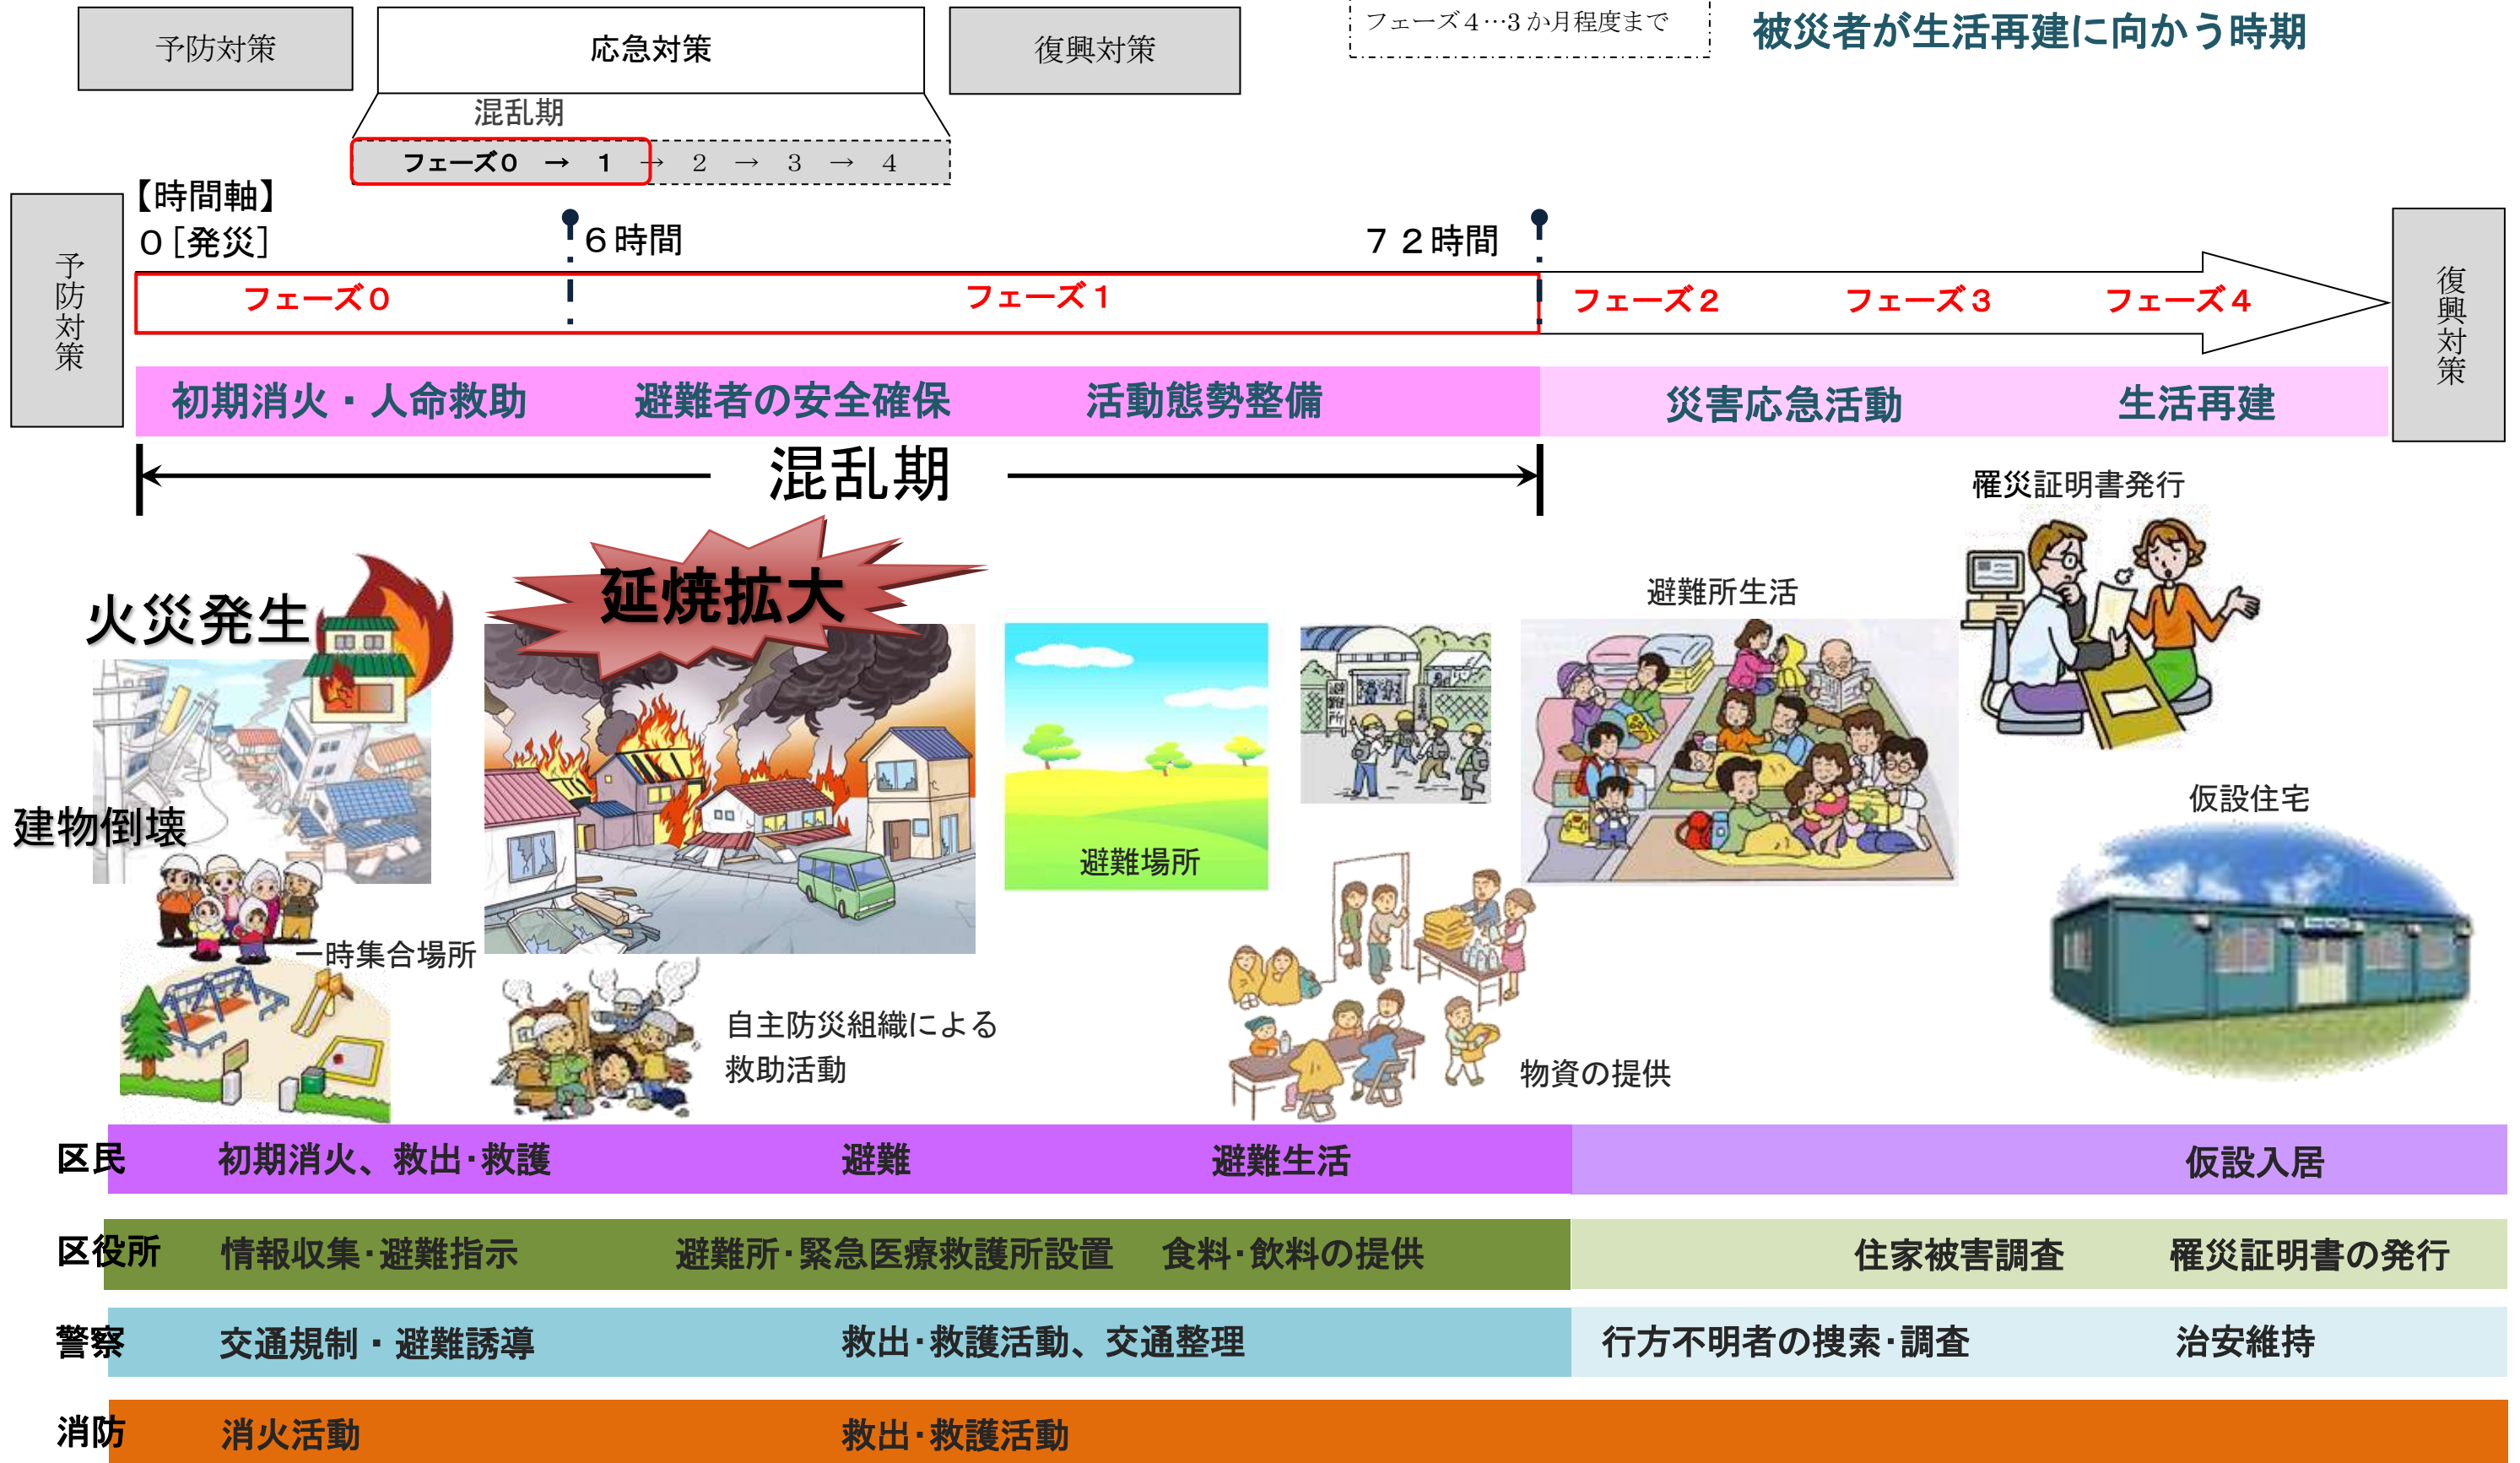 予防対策
応急対策
復興対策
フェーズ4…3か月程度まで
被災者が生活再建に向かう時期
混乱期
フェーズ0 → 1 → 2 → 3 → 4
【時間軸】
0[発災]
6時間
72時間
予防対策
フェーズ0
フェーズ1
フェーズ2
フェーズ3
フェーズ4
復興対策
初期消火・人命救助
避難者の安全確保
活動態勢整備
災害応急活動
生活再建
混乱期
罹災証明書発行
火災発生
延焼拡大
避難所生活
避難所
建物倒壊
避難場所
仮設住宅
一時集合場所
自主防災組織による
救助活動
物資の提供
区民
初期消火、救出・救護
避難
避難生活
仮設入居
区役所
情報収集・避難指示
避難所・緊急医療救護所設置
食料・飲料の提供
住家被害調査
罹災証明書の発行
警察
交通規制・避難誘導
救出・救護活動、交通整理
行方不明者の捜索・調査
治安維持
消防
消火活動
救出・救護活動